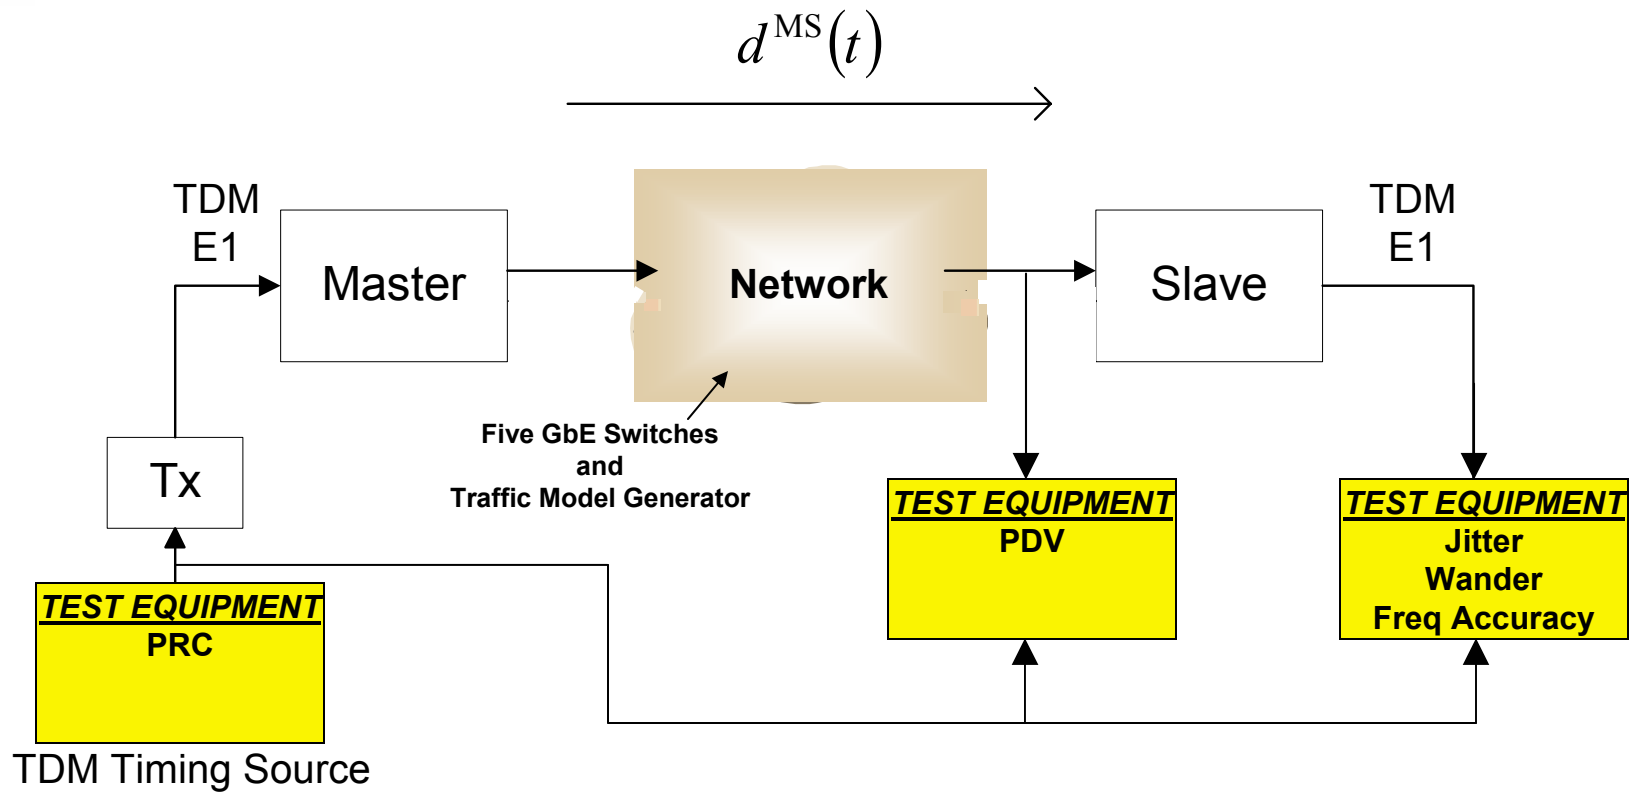 d^MS(t)
TDM
E1
Master
Network
Slave
TDM
E1
Five GbE Switches
and
Traffic Model Generator
Tx
TEST EQUIPMENT
PRC
TDM Timing Source
TEST EQUIPMENT
PDV
TEST EQUIPMENT
Jitter
Wander
Freq Accuracy